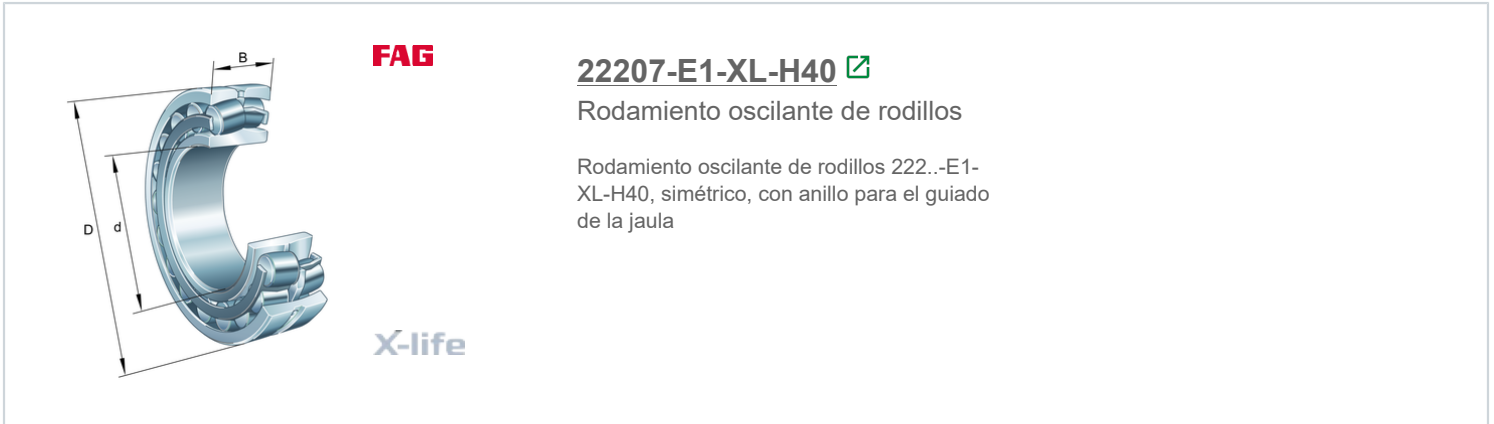 B
FAG
22207-E1-XL-H40
Rodamiento oscilante de rodillos
Rodamiento oscilante de rodillos 222..-E1-
XL-H40, simétrico, con anillo para el guiado
de la jaula
D
d
X-life